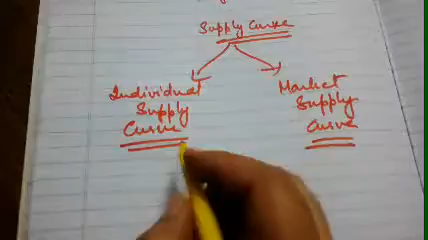 Supply Curve
Individual
Supply
Curve
Market
Supply
Curve